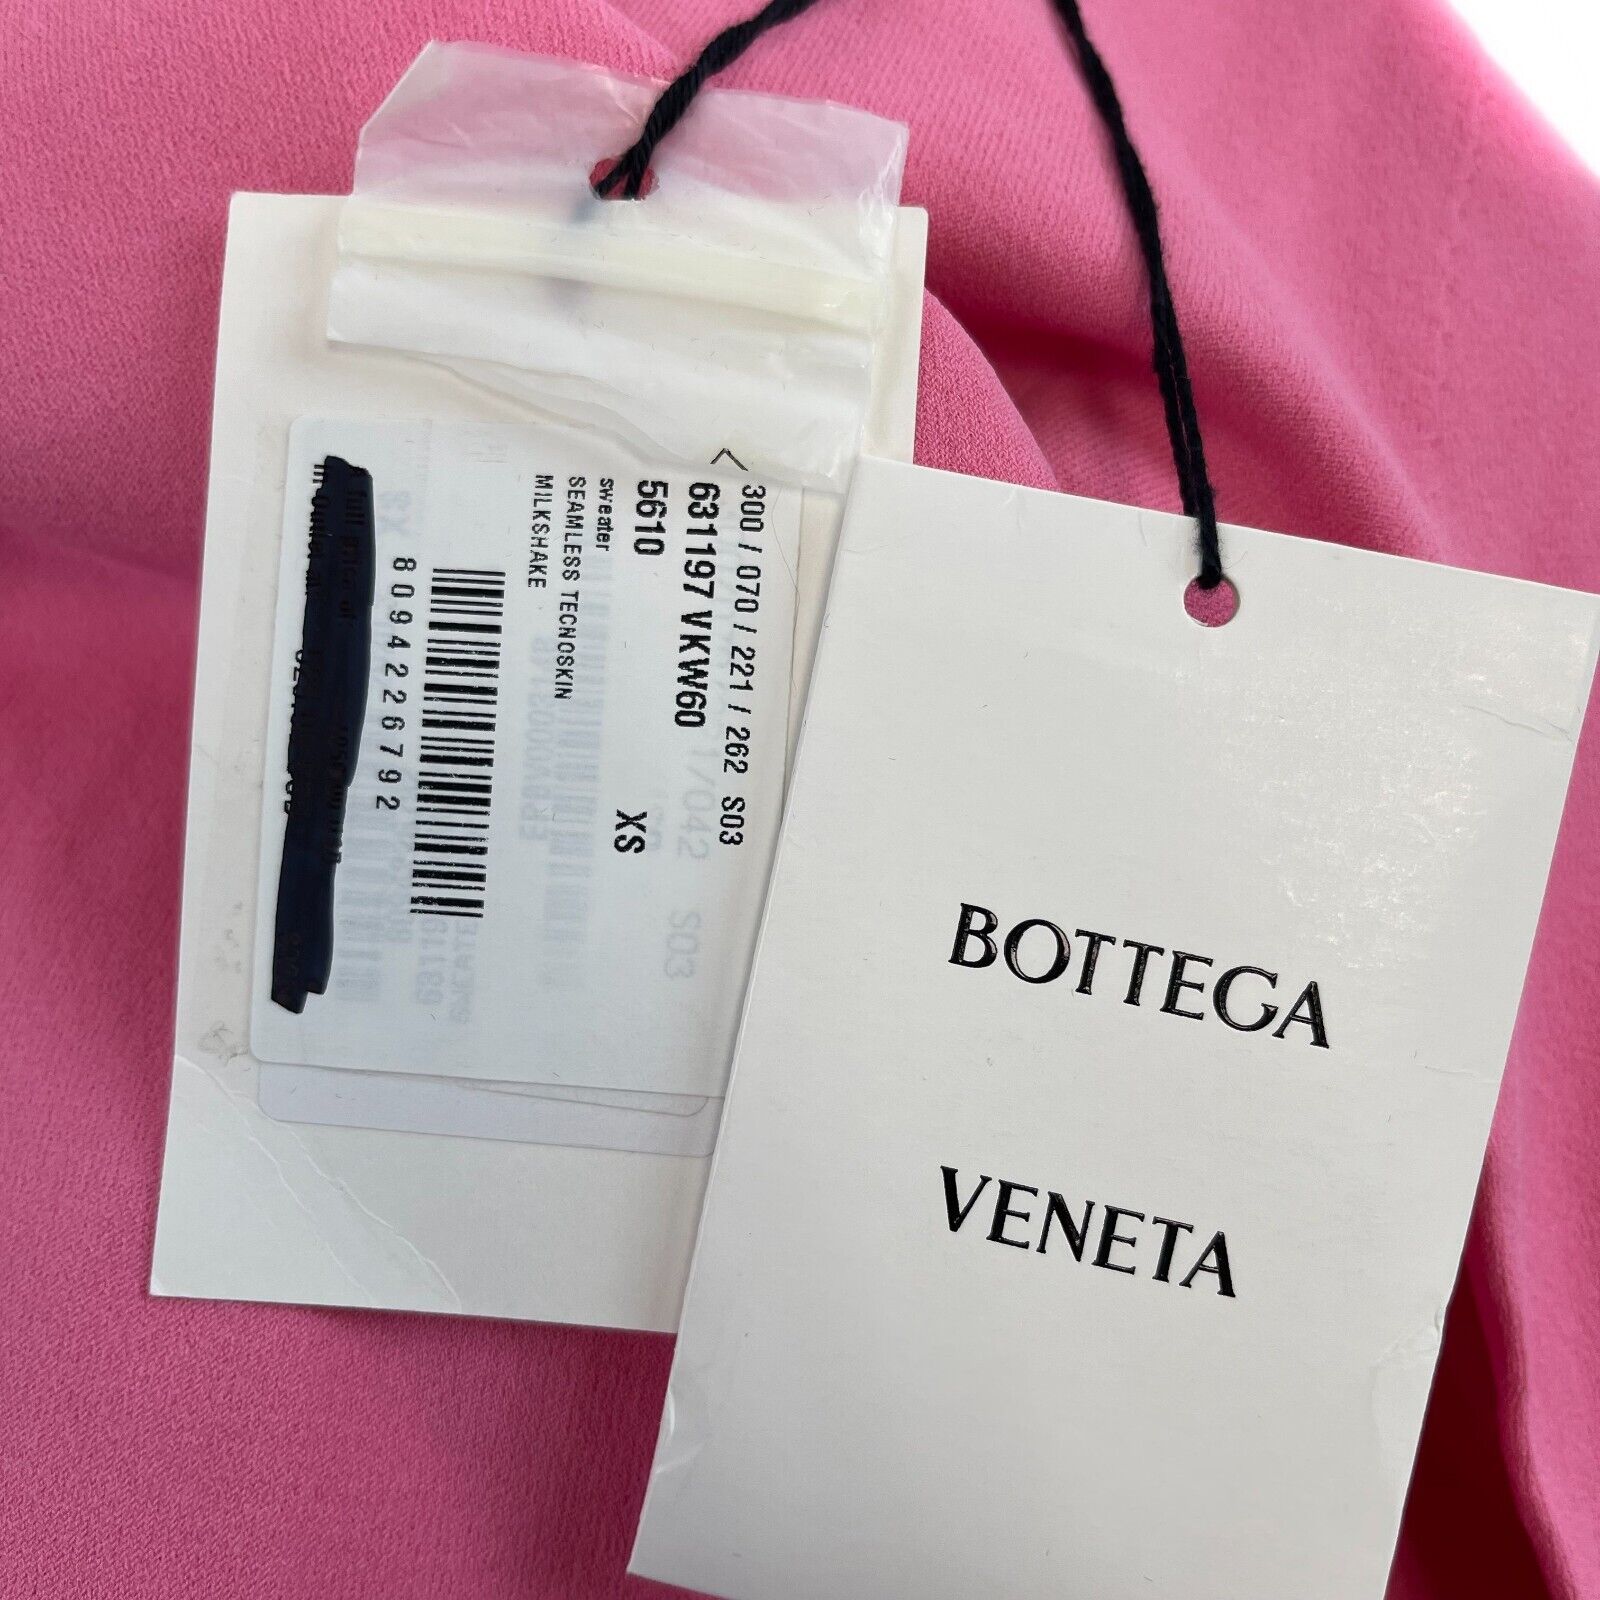 300 / 070 / 221 / 262 S03
631197 VKW60
5610 XS
sweater
SEAMLESS TECNOSKIN
MILKSHAKE
8094226792
BOTTEGA
VENETA